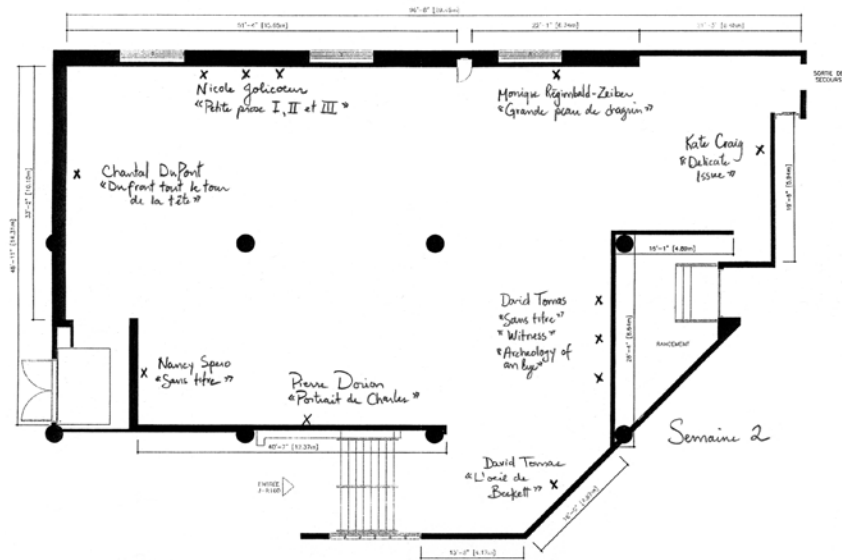 Nicole Jolicoeur
"Petite prose I, II et III"
Monique Régimbald-Zeiber
"Grande peau de chagrin"
SORTIE DE
SECOURS
Kate Craig
"Delicate
Issue"
Chantal DuPont
"Du front tout le tour
de la tête"
David Tomas
"Sans titre"
"Witness"
"Archeology of
an Eye"
RANGEMENT
Nancy Spero
"Sans titre"
Pierre Dorion
"Portrait de Charles"
Semaine 2
David Tomas
"L'oeil de
Beckett"
ENTRÉE